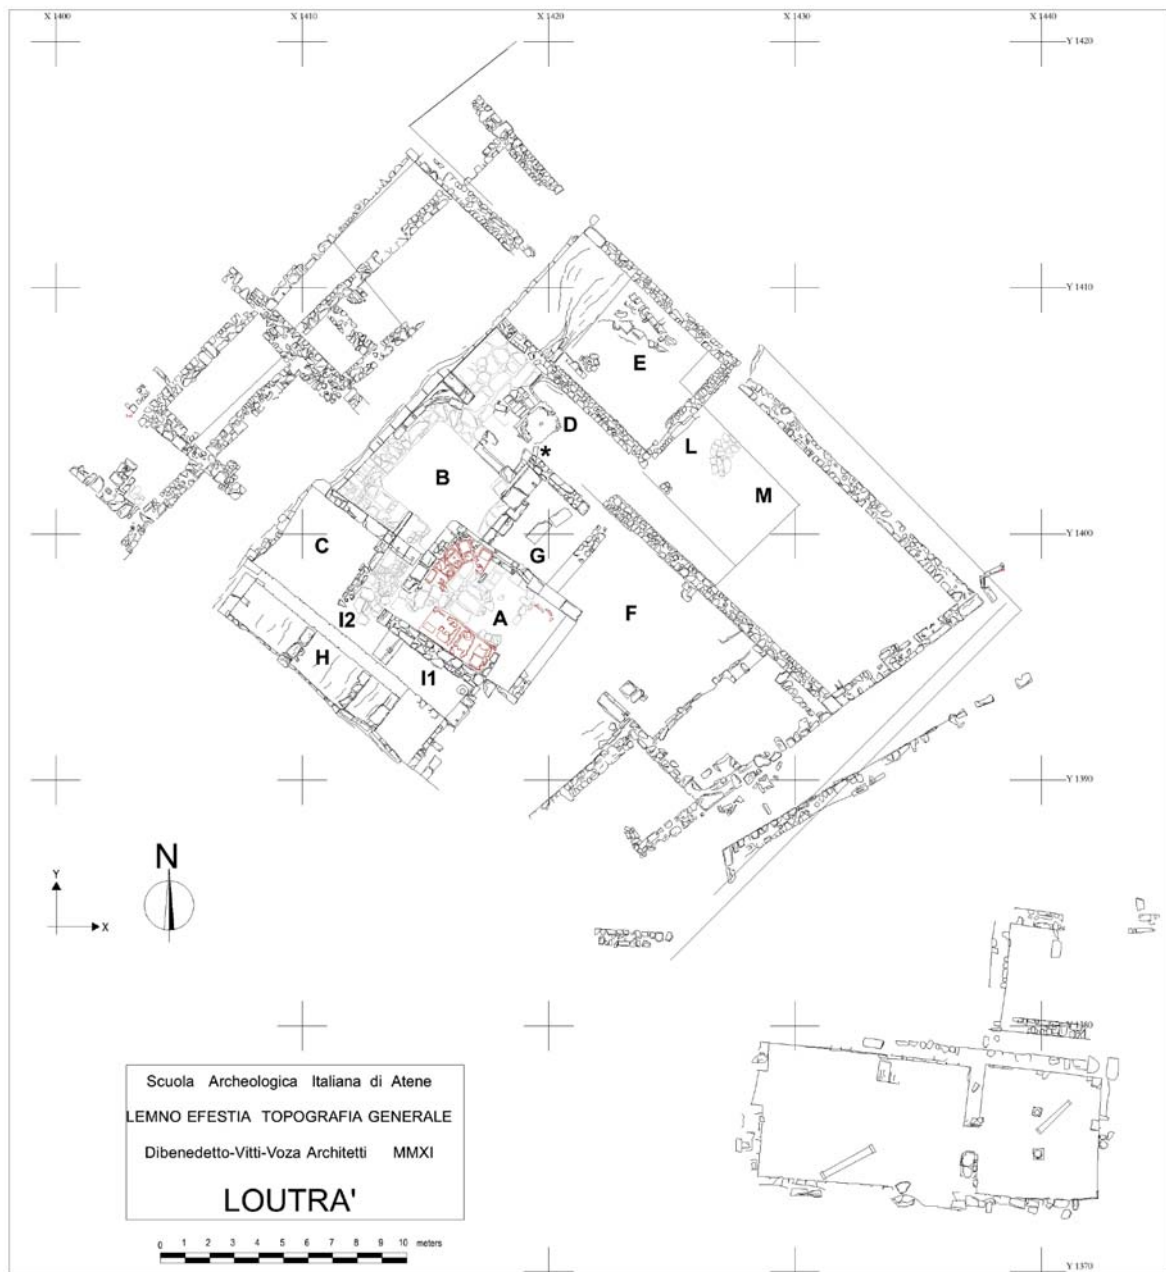 X 1400 X 1410 X 1420 X 1430 X 1440
Y 1420
Y 1410
E
D
*
L
B
M
Y 1400
C
G
A
I2
F
H
I1
Y 1390
N
Y
X
Y 1380
Scuola Archeologica Italiana di Atene
LEMNO EFESTIA TOPOGRAFIA GENERALE
Dibenedetto-Vitti-Voza Architetti MMXI
LOUTRA'
0 1 2 3 4 5 6 7 8 9 10 meters
Y 1370